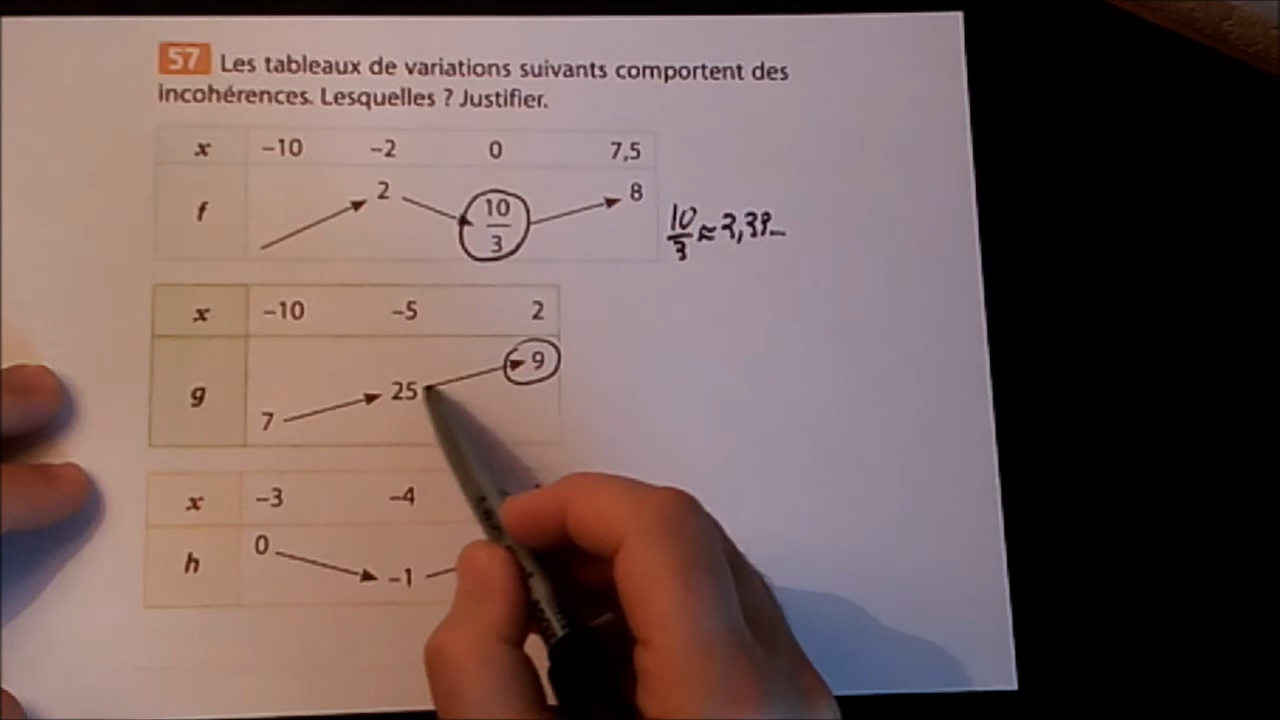 57 Les tableaux de variations suivants comportent des
incohérences. Lesquelles ? Justifier.
x -10 -2 0 7,5
f 2 10/3 8
10/3 ≈ 3,33...
x -10 -5 2
g 7 25 9
x -3 -4
h 0 -1